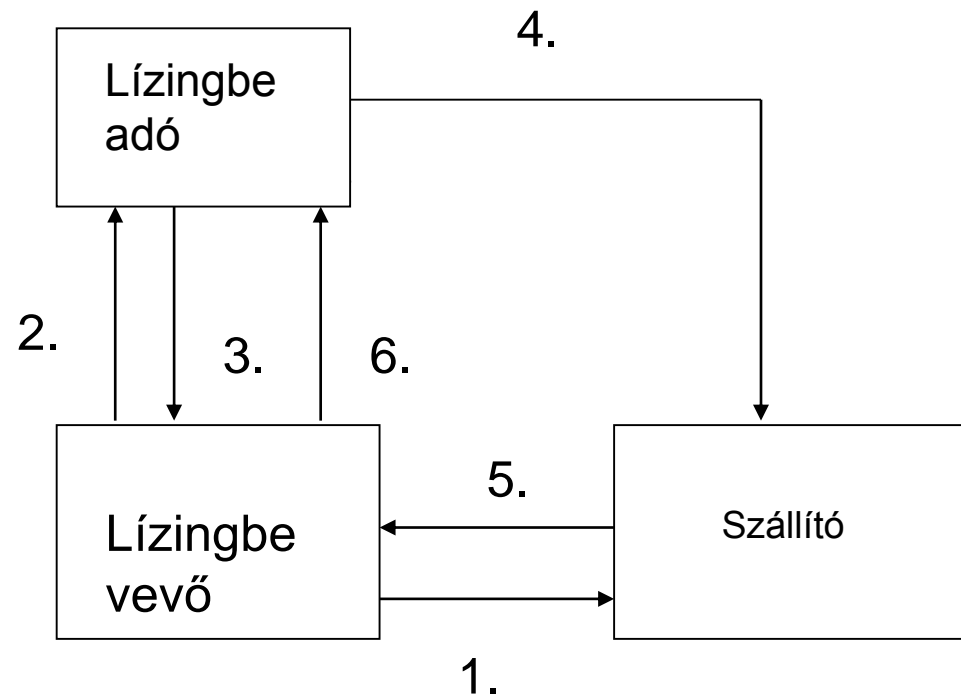 4.
Lízingbe
adó
2.
3.
6.
5.
Lízingbe
vevő
Szállító
1.